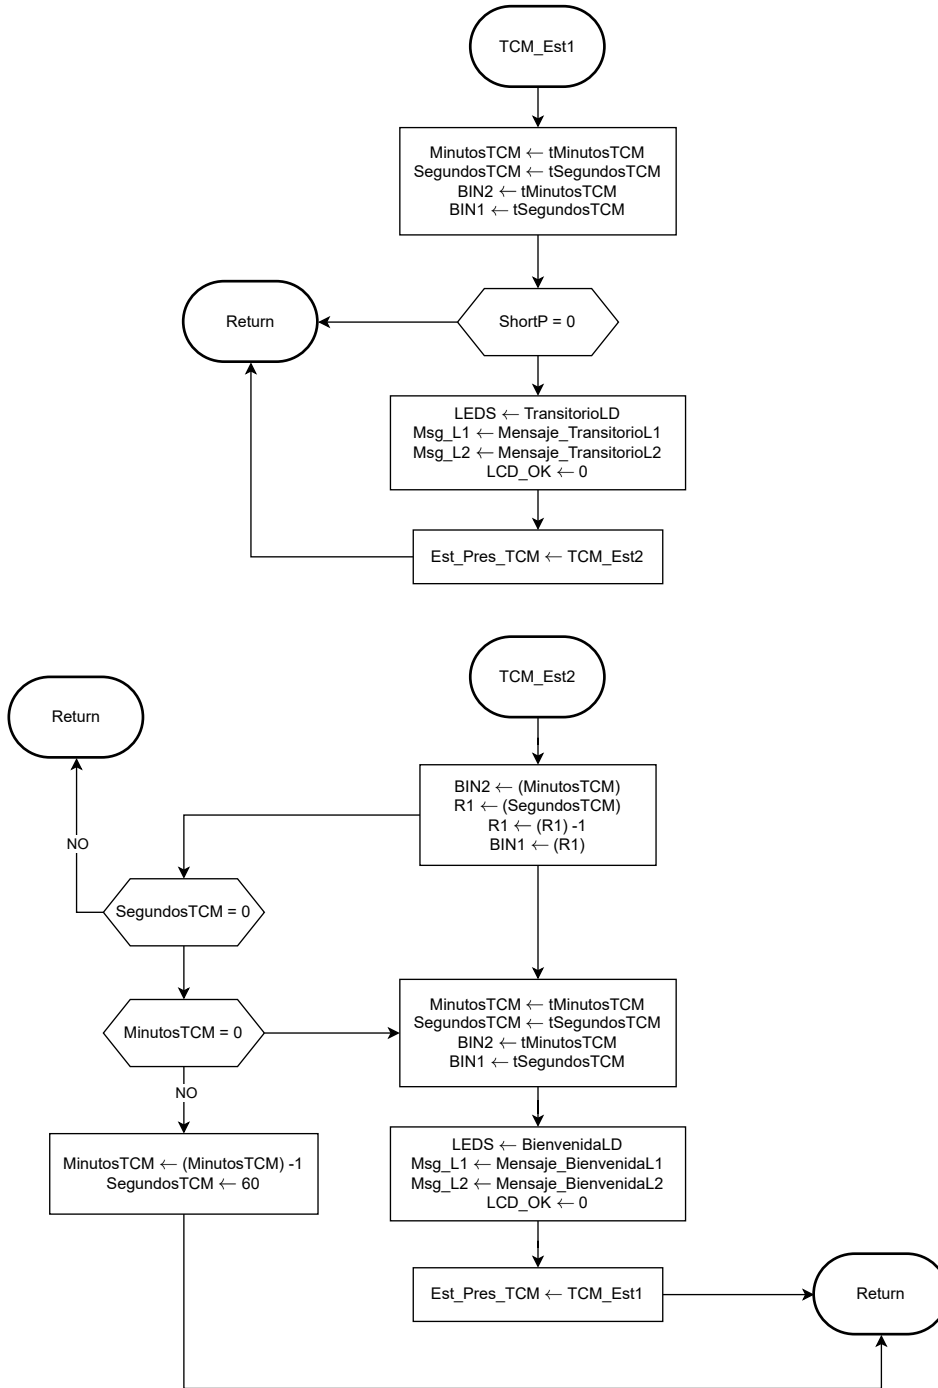 TCM_Est1
MinutosTCM ← tMinutosTCM
SegundosTCM ← tSegundosTCM
BIN2 ← tMinutosTCM
BIN1 ← tSegundosTCM
Return
ShortP = 0
LEDS ← TransitorioLD
Msg_L1 ← Mensaje_TransitorioL1
Msg_L2 ← Mensaje_TransitorioL2
LCD_OK ← 0
Est_Pres_TCM ← TCM_Est2
TCM_Est2
Return
BIN2 ← (MinutosTCM)
R1 ← (SegundosTCM)
R1 ← (R1) -1
BIN1 ← (R1)
NO
SegundosTCM = 0
MinutosTCM = 0
MinutosTCM ← tMinutosTCM
SegundosTCM ← tSegundosTCM
BIN2 ← tMinutosTCM
BIN1 ← tSegundosTCM
NO
MinutosTCM ← (MinutosTCM) -1
SegundosTCM ← 60
LEDS ← BienvenidaLD
Msg_L1 ← Mensaje_BienvenidaL1
Msg_L2 ← Mensaje_BienvenidaL2
LCD_OK ← 0
Est_Pres_TCM ← TCM_Est1
Return